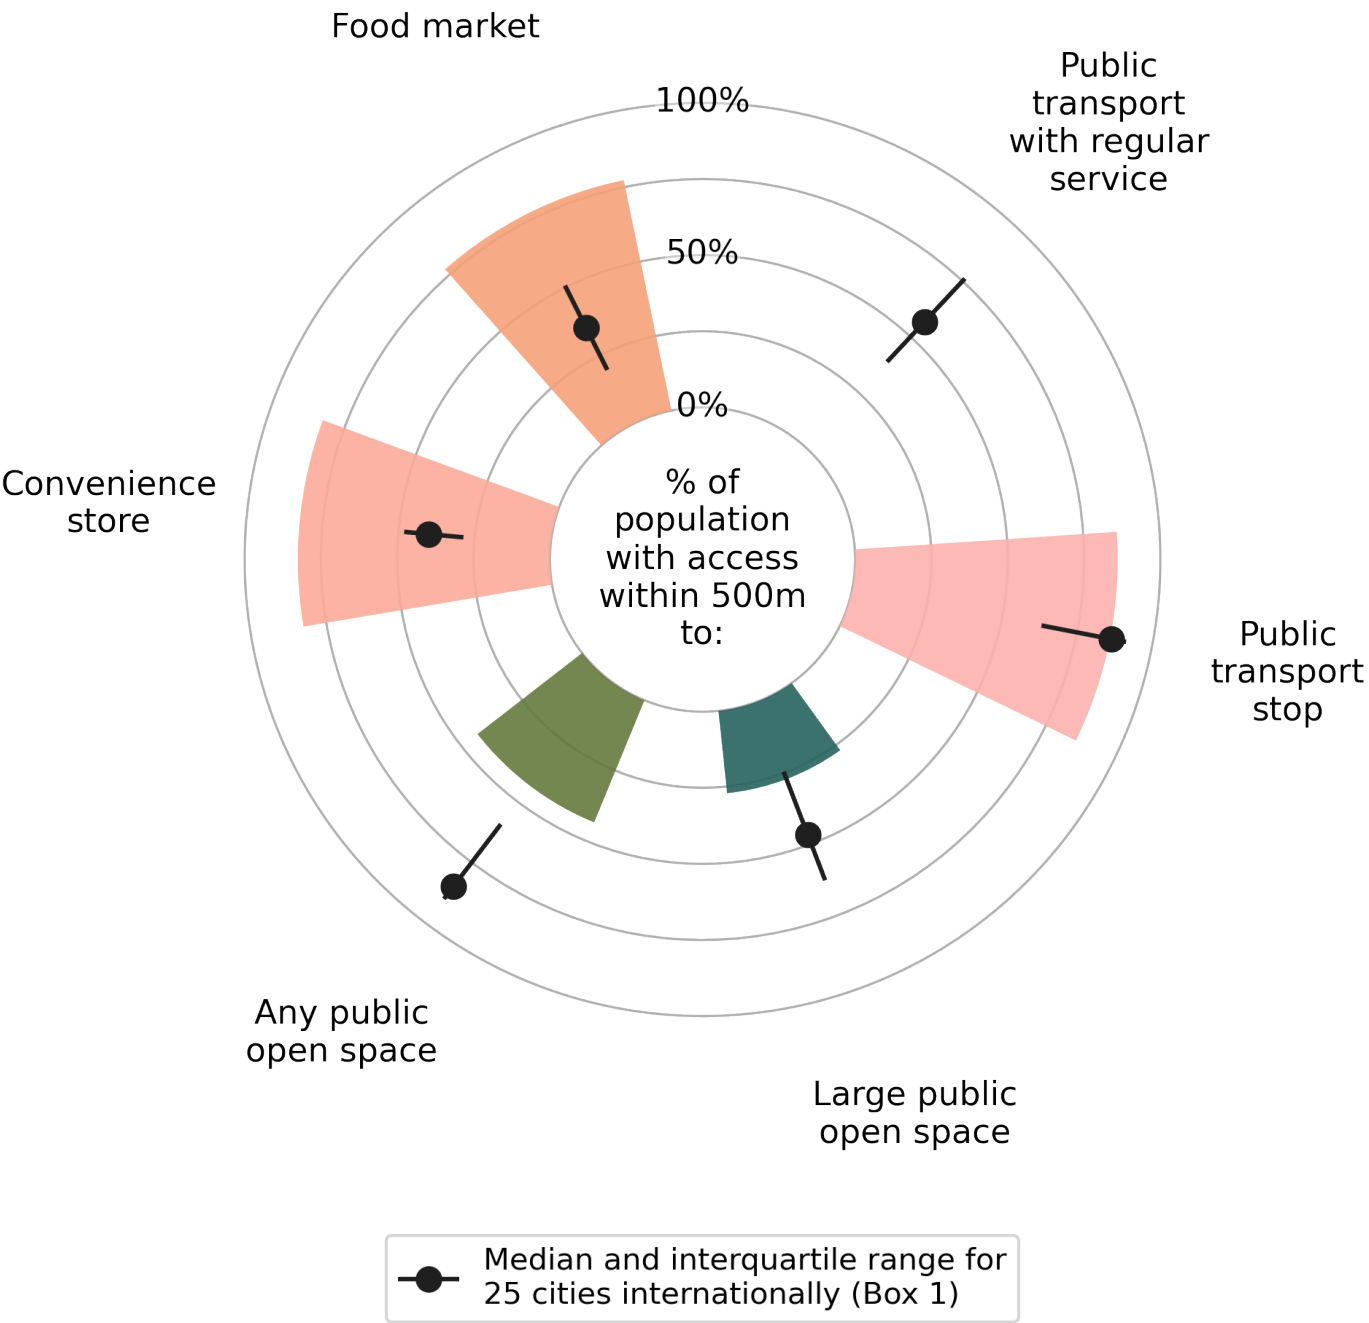 Food market
Public
transport
with regular
service
100%
50%
0%
% of
population
with access
within 500m
to:
Convenience
store
Public
transport
stop
Any public
open space
Large public
open space
Median and interquartile range for
25 cities internationally (Box 1)